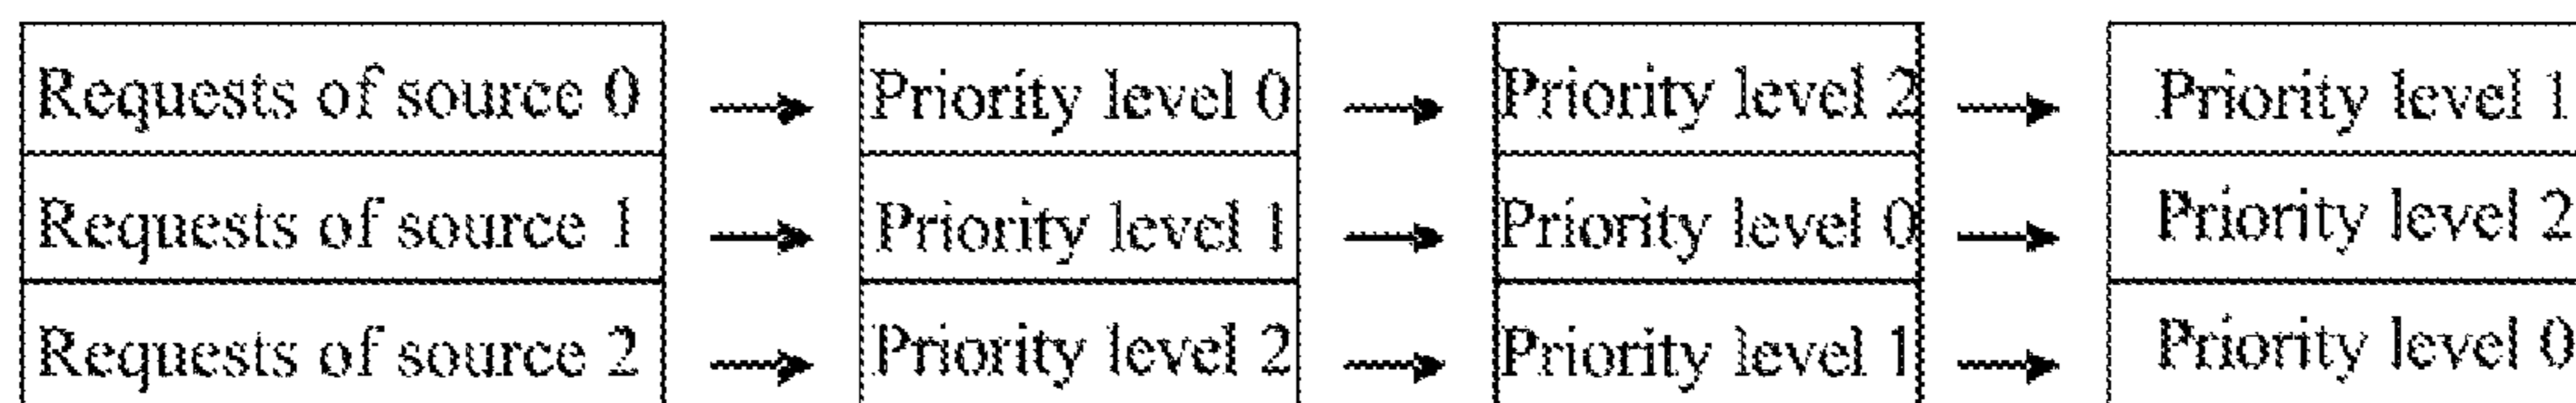 Requests of source 0 Priority level 0 Priority level 2 Priority level 1
Requests of source 1 Priority level 1 Priority level 0 Priority level 2
Requests of source 2 Priority level 2 Priority level 1 Priority level 0